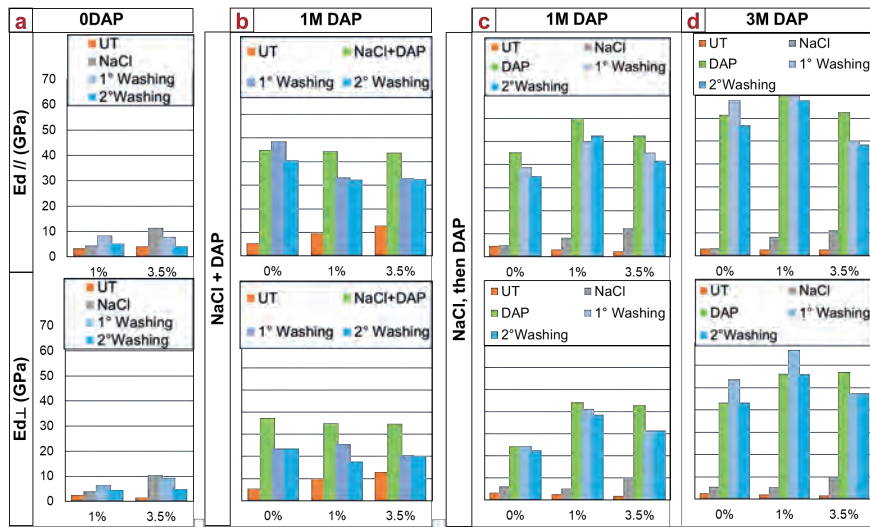 a 0DAP b 1M DAP c 1M DAP d 3M DAP
Ed // (GPa)
UT
NaCl
1° Washing
2°Washing
70
60
50
40
30
20
10
0
1% 3.5%
NaCl + DAP
UT NaCl+DAP
1° Washing 2° Washing
0% 1% 3.5%
NaCl, then DAP
UT NaCl
DAP 1° Washing
2°Washing
0% 1% 3.5%
UT NaCl
DAP 1° Washing
2°Washing
0% 1% 3.5%
Ed⊥ (GPa)
UT
NaCl
1° Washing
2°Washing
70
60
50
40
30
20
10
0
1% 3.5%
UT NaCl+DAP
1° Washing 2° Washing
0% 1% 3.5%
UT NaCl
DAP 1° Washing
2°Washing
0% 1% 3.5%
UT NaCl
DAP 1° Washing
2°Washing
0% 1% 3.5%